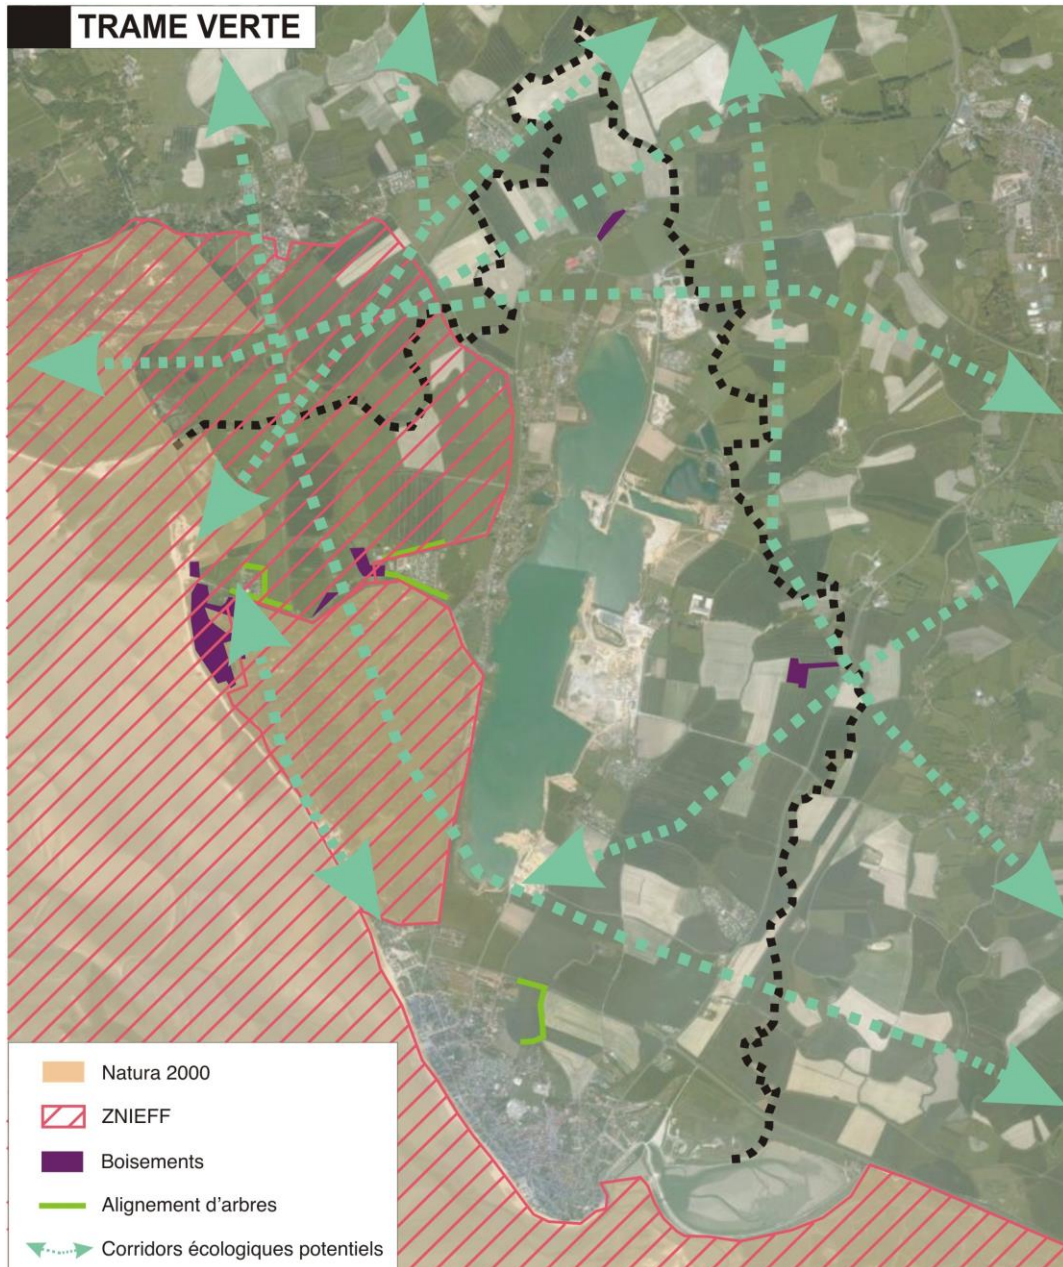 TRAME VERTE
Natura 2000
ZNIEFF
Boisements
Alignement d'arbres
Corridors écologiques potentiels